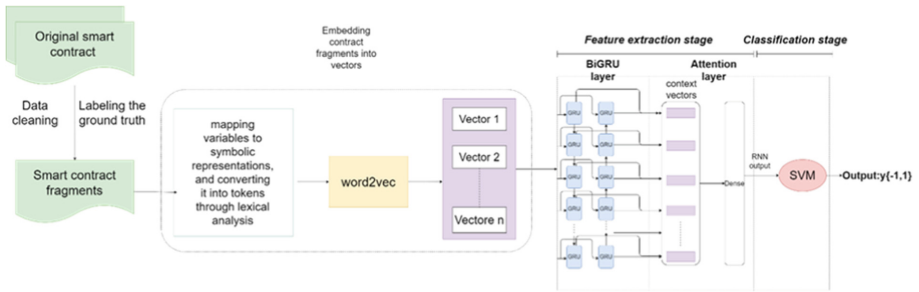 Original smart
contract
Data
cleaning
Labeling the
ground truth
Smart contract
fragments
Embedding
contract
fragments into
vectors
mapping
variables to
symbolic
representations,
and converting
it into tokens
through lexical
analysis
word2vec
Vector 1
Vector 2
Vectore n
Feature extraction stage
Classification stage
BiGRU
layer
Attention
layer
context
vectors
GRU
GRU
GRU
GRU
GRU
GRU
GRU
GRU
GRU
GRU
Dense
RNN
output
SVM
Output:y{-1,1}